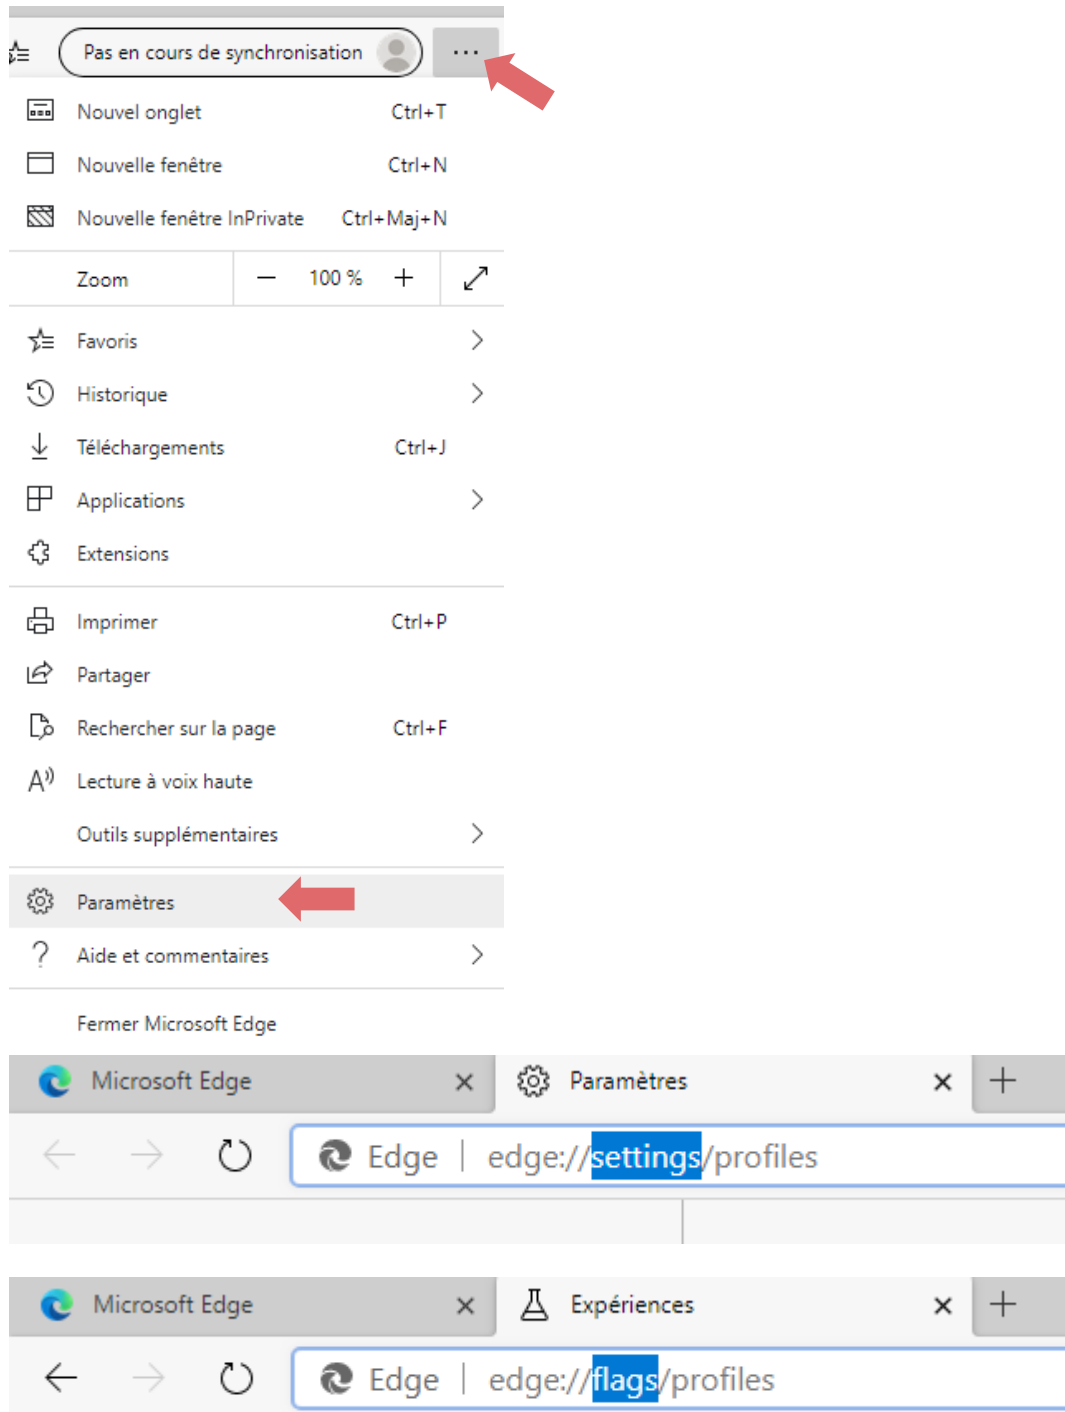 Pas en cours de synchronisation ...
Nouvel onglet Ctrl+T
Nouvelle fenêtre Ctrl+N
Nouvelle fenêtre InPrivate Ctrl+Maj+N
Zoom — 100 % +
Favoris
Historique
Téléchargements Ctrl+J
Applications
Extensions
Imprimer Ctrl+P
Partager
Rechercher sur la page Ctrl+F
Lecture à voix haute
Outils supplémentaires
Paramètres
Aide et commentaires
Fermer Microsoft Edge
Microsoft Edge Paramètres
Edge | edge://settings/profiles
Microsoft Edge Expériences
Edge | edge://flags/profiles